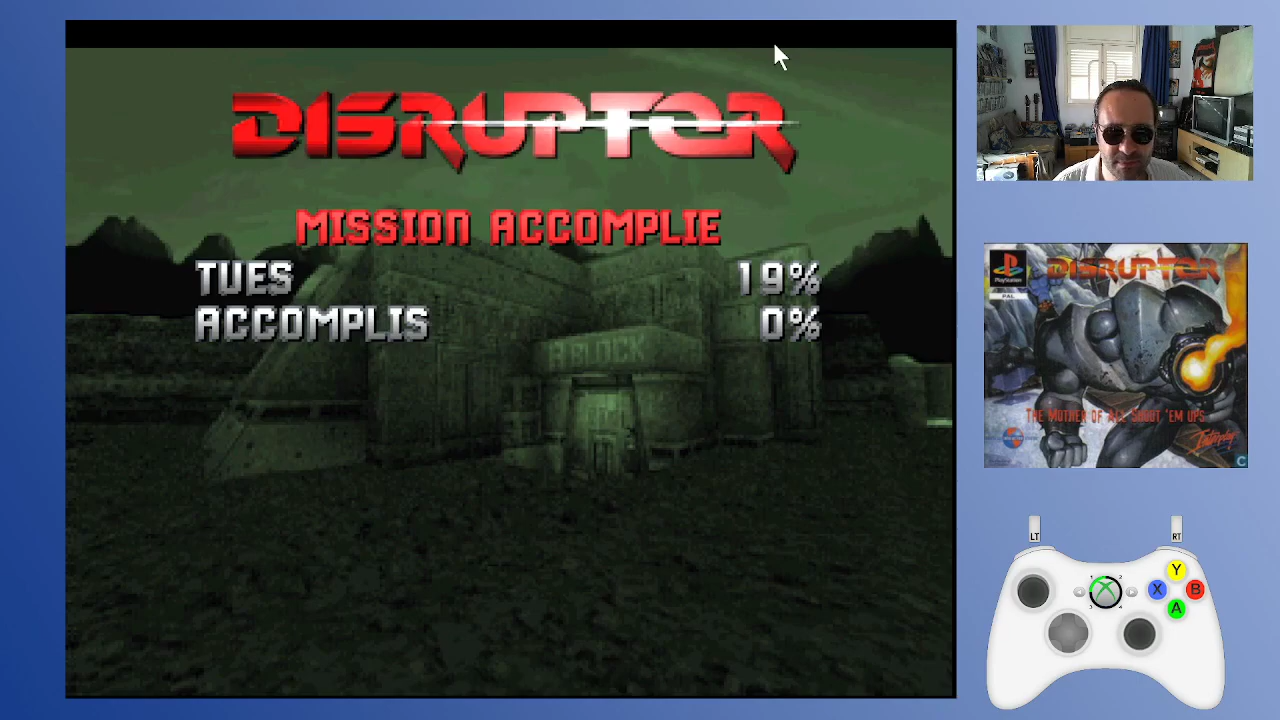 DISRUPTOR
MISSION ACCOMPLIE
TUES 19%
ACCOMPLIS 0%
BLOCK
PlayStation
PAL
DISRUPTOR
THE MOTHER OF ALL SHOOT 'EM UPS
Interplay
LT
RT
Y
X
B
A